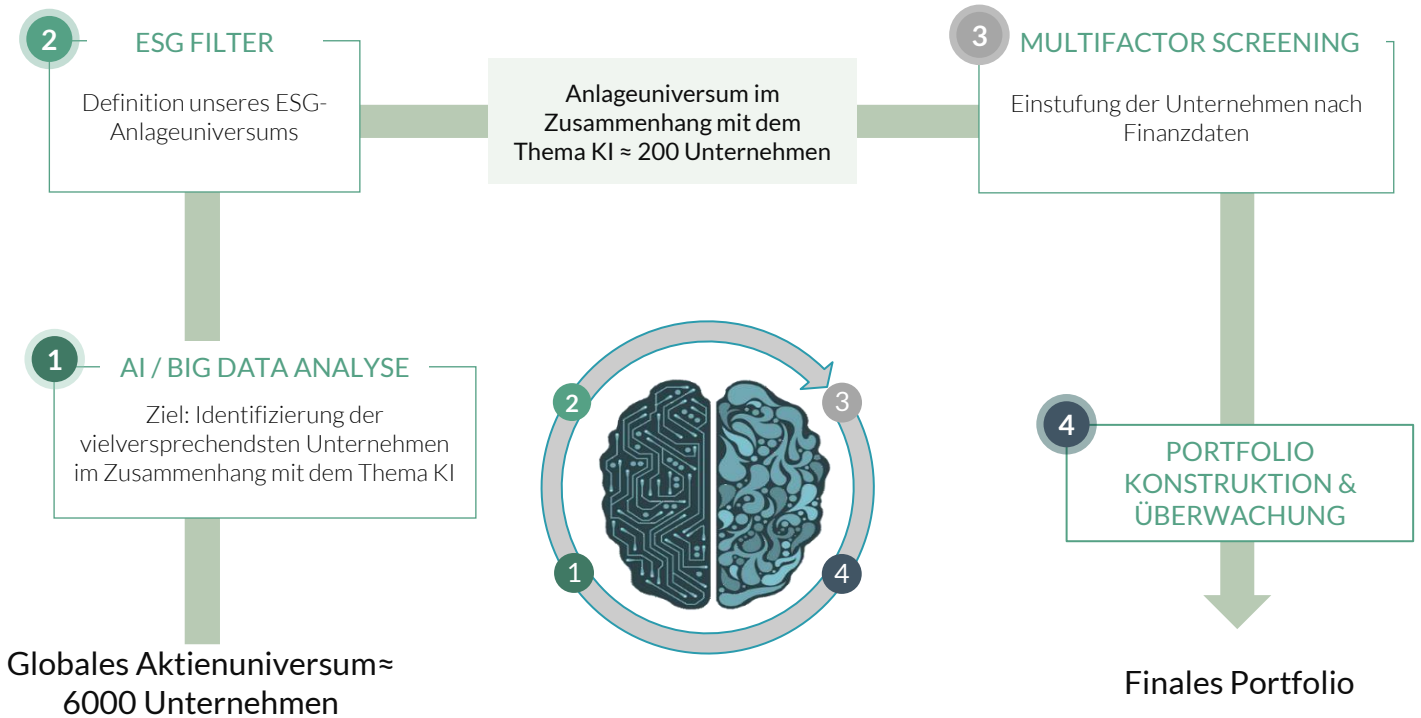 2
ESG FILTER
Definition unseres ESG-
Anlageuniversums
Anlageuniversum im
Zusammenhang mit dem
Thema KI ≈ 200 Unternehmen
3
MULTIFACTOR SCREENING
Einstufung der Unternehmen nach
Finanzdaten
1
AI / BIG DATA ANALYSE
Ziel: Identifizierung der
vielversprechendsten Unternehmen
im Zusammenhang mit dem Thema KI
2
3
1
4
4
PORTFOLIO
KONSTRUKTION &
ÜBERWACHUNG
Globales Aktienuniversum≈
6000 Unternehmen
Finales Portfolio